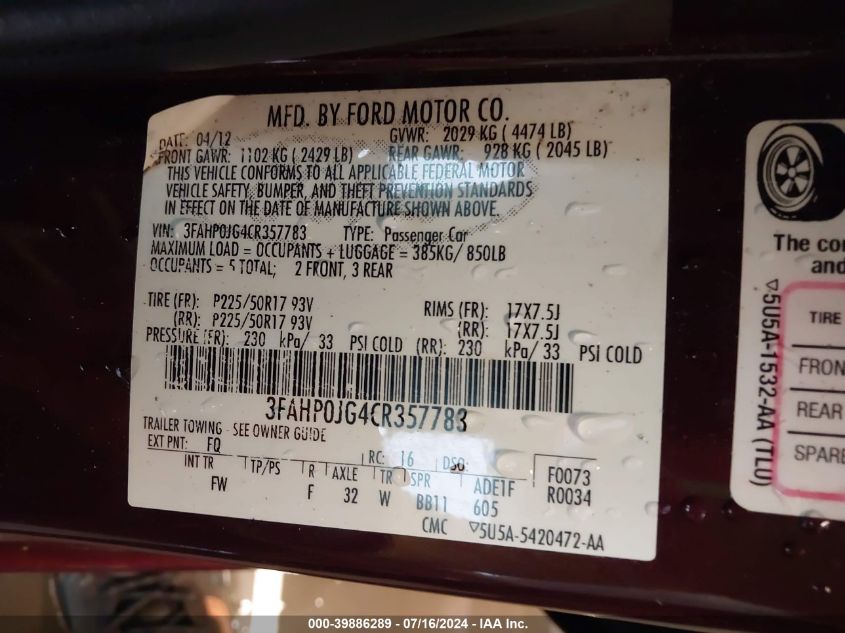 MFD. BY FORD MOTOR CO.
DATE: 04/12 GVWR: 2029 KG ( 4474 LB)
FRONT GAWR: 1102 KG ( 2429 LB) REAR GAWR: 928 KG ( 2045 LB)
THIS VEHICLE CONFORMS TO ALL APPLICABLE FEDERAL MOTOR
VEHICLE SAFETY, BUMPER, AND THEFT PREVENTION STANDARDS
IN EFFECT ON THE DATE OF MANUFACTURE SHOWN ABOVE.
VIN: 3FAHP0JG4CR357783 TYPE: Passenger Car
MAXIMUM LOAD = OCCUPANTS + LUGGAGE = 385KG/ 850LB
OCCUPANTS = 5 TOTAL; 2 FRONT, 3 REAR
TIRE (FR): P225/50R17 93V RIMS (FR): 17X7.5J
(RR): P225/50R17 93V (RR): 17X7.5J
PRESSURE (FR): 230 kPa/ 33 PSI COLD (RR): 230 kPa/ 33 PSI COLD
3FAHP0JG4CR357783
TRAILER TOWING - SEE OWNER GUIDE
EXT PNT: FQ RC: 16 DSO: F0073
INT TR TP/PS R AXLE TR SPR ADE1F R0034
FW F 32 W BB11 605
CMC ▽5U5A-5420472-AA
The
and
TIRE
FRON
REAR
SPARE
▽5U5A-1532-AA (TLU)
000-39886289 - 07/16/2024 - IAA Inc.